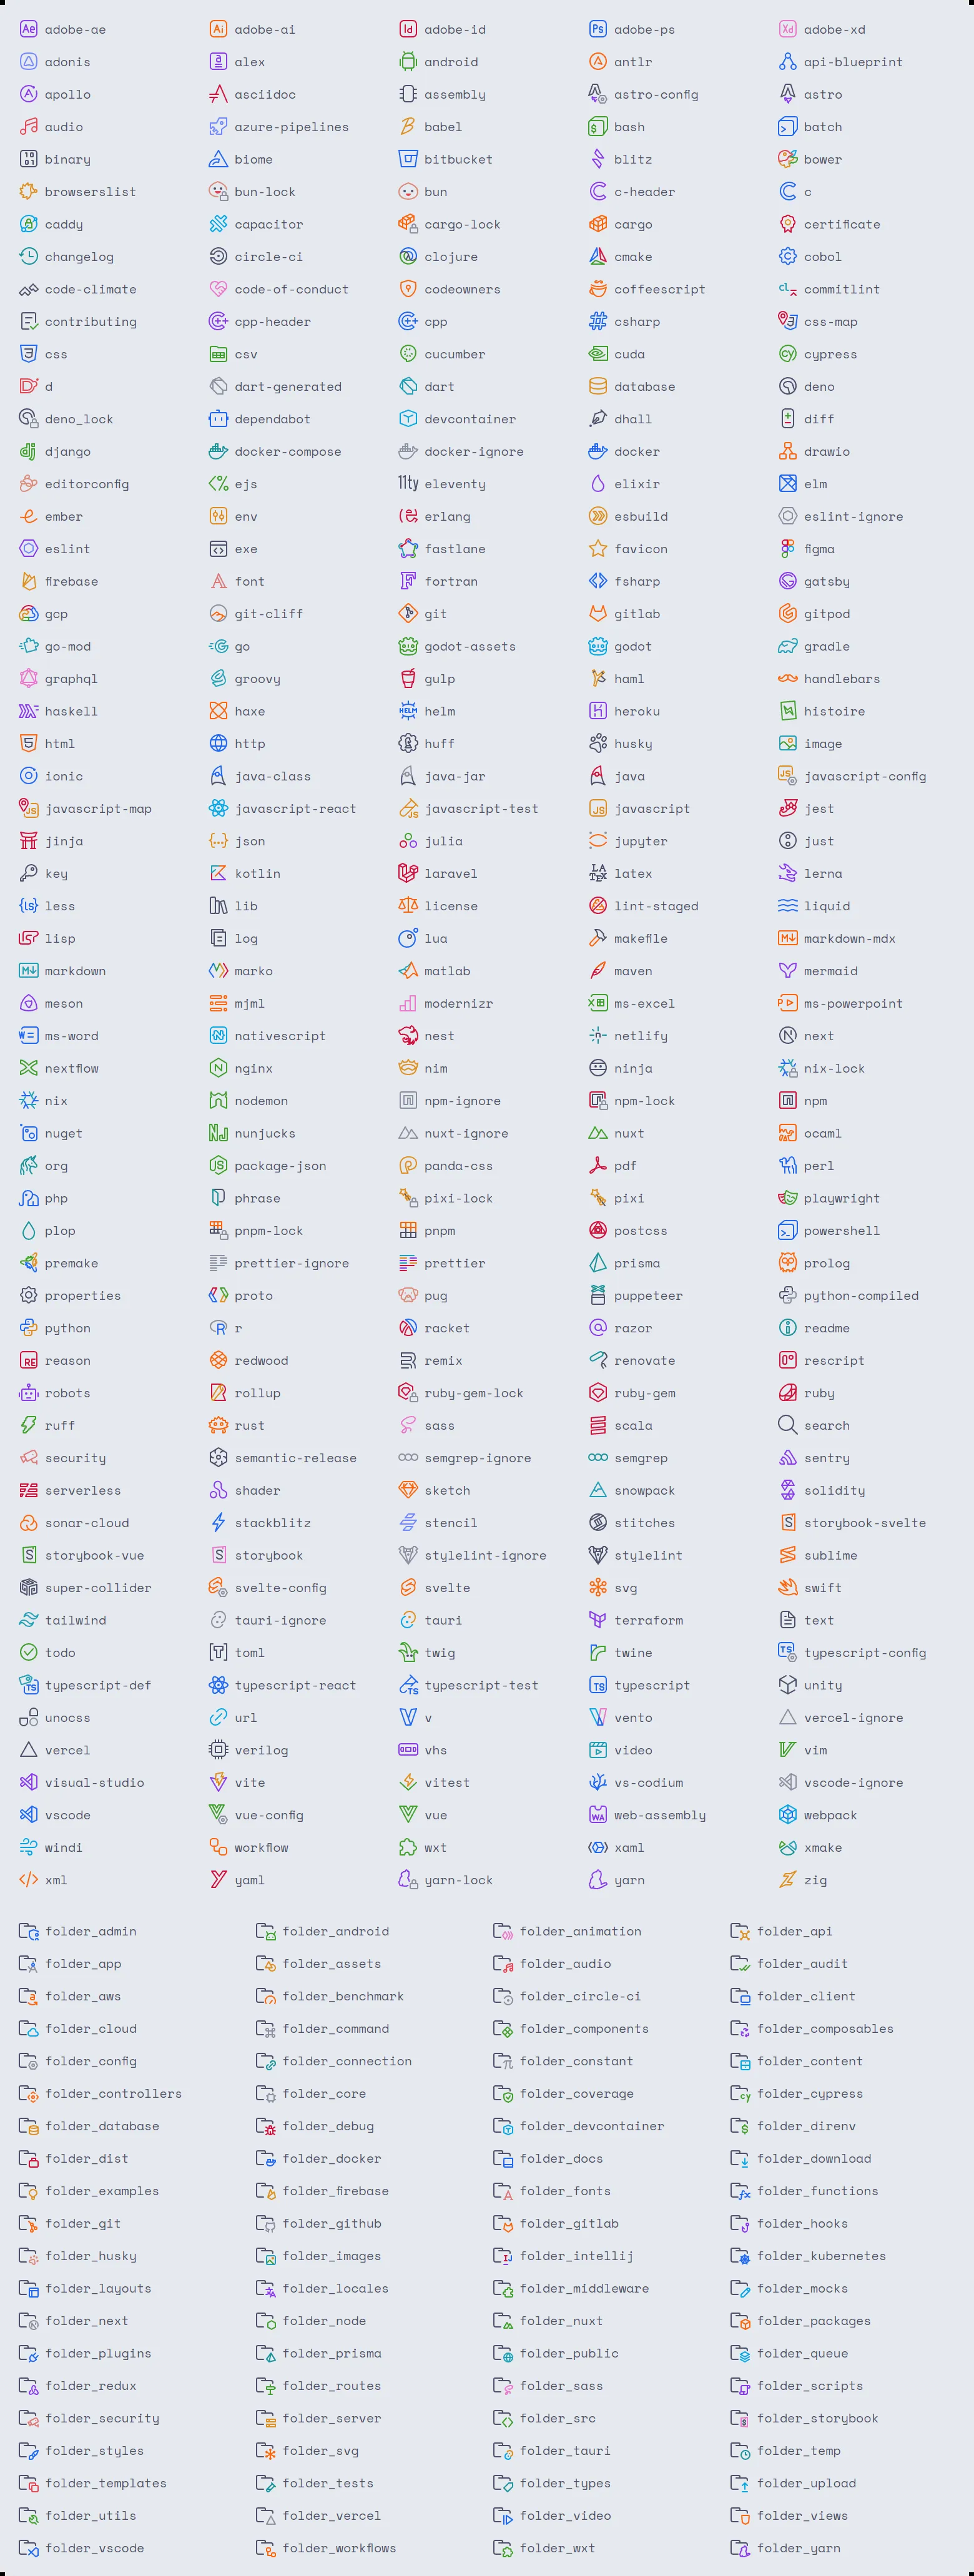 adobe-ae adobe-ai adobe-id adobe-ps adobe-xd
adonis alex android antlr api-blueprint
apollo asciidoc assembly astro-config astro
audio azure-pipelines babel bash batch
binary biome bitbucket blitz bower
browserslist bun-lock bun c-header c
caddy capacitor cargo-lock cargo certificate
changelog circle-ci clojure cmake cobol
code-climate code-of-conduct codeowners coffeescript commitlint
contributing cpp-header cpp csharp css-map
css csv cucumber cuda cypress
d dart-generated dart database deno
deno_lock dependabot devcontainer dhall diff
django docker-compose docker-ignore docker drawio
editorconfig ejs eleventy elixir elm
ember env erlang esbuild eslint-ignore
eslint exe fastlane favicon figma
firebase font fortran fsharp gatsby
gcp git-cliff git gitlab gitpod
go-mod go godot-assets godot gradle
graphql groovy gulp haml handlebars
haskell haxe helm heroku histoire
html http huff husky image
ionic java-class java-jar java javascript-config
javascript-map javascript-react javascript-test javascript jest
jinja json julia jupyter just
key kotlin laravel latex lerna
less lib license lint-staged liquid
lisp log lua makefile markdown-mdx
markdown marko matlab maven mermaid
meson mjml modernizr ms-excel ms-powerpoint
ms-word nativescript nest netlify next
nextflow nginx nim ninja nix-lock
nix nodemon npm-ignore npm-lock npm
nuget nunjucks nuxt-ignore nuxt ocaml
org package-json panda-css pdf perl
php phrase pixi-lock pixi playwright
plop pnpm-lock pnpm postcss powershell
premake prettier-ignore prettier prisma prolog
properties proto pug puppeteer python-compiled
python r racket razor readme
reason redwood remix renovate rescript
robots rollup ruby-gem-lock ruby-gem ruby
ruff rust sass scala search
security semantic-release semgrep-ignore semgrep sentry
serverless shader sketch snowpack solidity
sonar-cloud stackblitz stencil stitches storybook-svelte
storybook-vue storybook stylelint-ignore stylelint sublime
super-collider svelte-config svelte svg swift
tailwind tauri-ignore tauri terraform text
todo toml twig twine typescript-config
typescript-def typescript-react typescript-test typescript unity
unocss url v vento vercel-ignore
vercel verilog vhs video vim
visual-studio vite vitest vs-codium vscode-ignore
vscode vue-config vue web-assembly webpack
windi workflow wxt xaml xmake
xml yaml yarn-lock yarn zig
folder_admin folder_android folder_animation folder_api
folder_app folder_assets folder_audio folder_audit
folder_aws folder_benchmark folder_circle-ci folder_client
folder_cloud folder_command folder_components folder_composables
folder_config folder_connection folder_constant folder_content
folder_controllers folder_core folder_coverage folder_cypress
folder_database folder_debug folder_devcontainer folder_direnv
folder_dist folder_docker folder_docs folder_download
folder_examples folder_firebase folder_fonts folder_functions
folder_git folder_github folder_gitlab folder_hooks
folder_husky folder_images folder_intellij folder_kubernetes
folder_layouts folder_locales folder_middleware folder_mocks
folder_next folder_node folder_nuxt folder_packages
folder_plugins folder_prisma folder_public folder_queue
folder_redux folder_routes folder_sass folder_scripts
folder_security folder_server folder_src folder_storybook
folder_styles folder_svg folder_tauri folder_temp
folder_templates folder_tests folder_types folder_upload
folder_utils folder_vercel folder_video folder_views
folder_vscode folder_workflows folder_wxt folder_yarn